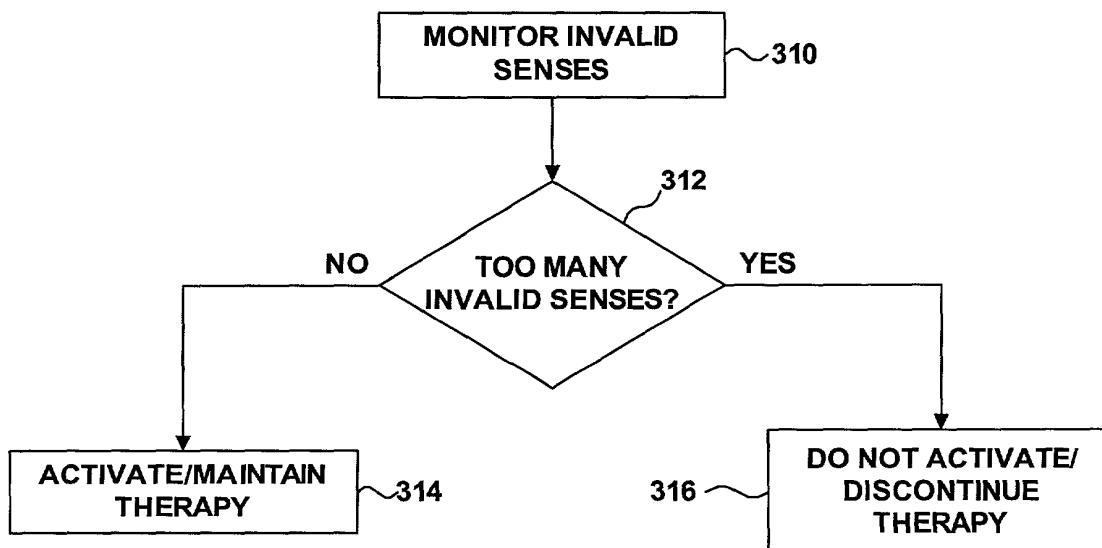 MONITOR INVALID
SENSES
310
312
NO
TOO MANY
INVALID SENSES?
YES
ACTIVATE/MAINTAIN
THERAPY
314
316
DO NOT ACTIVATE/
DISCONTINUE
THERAPY